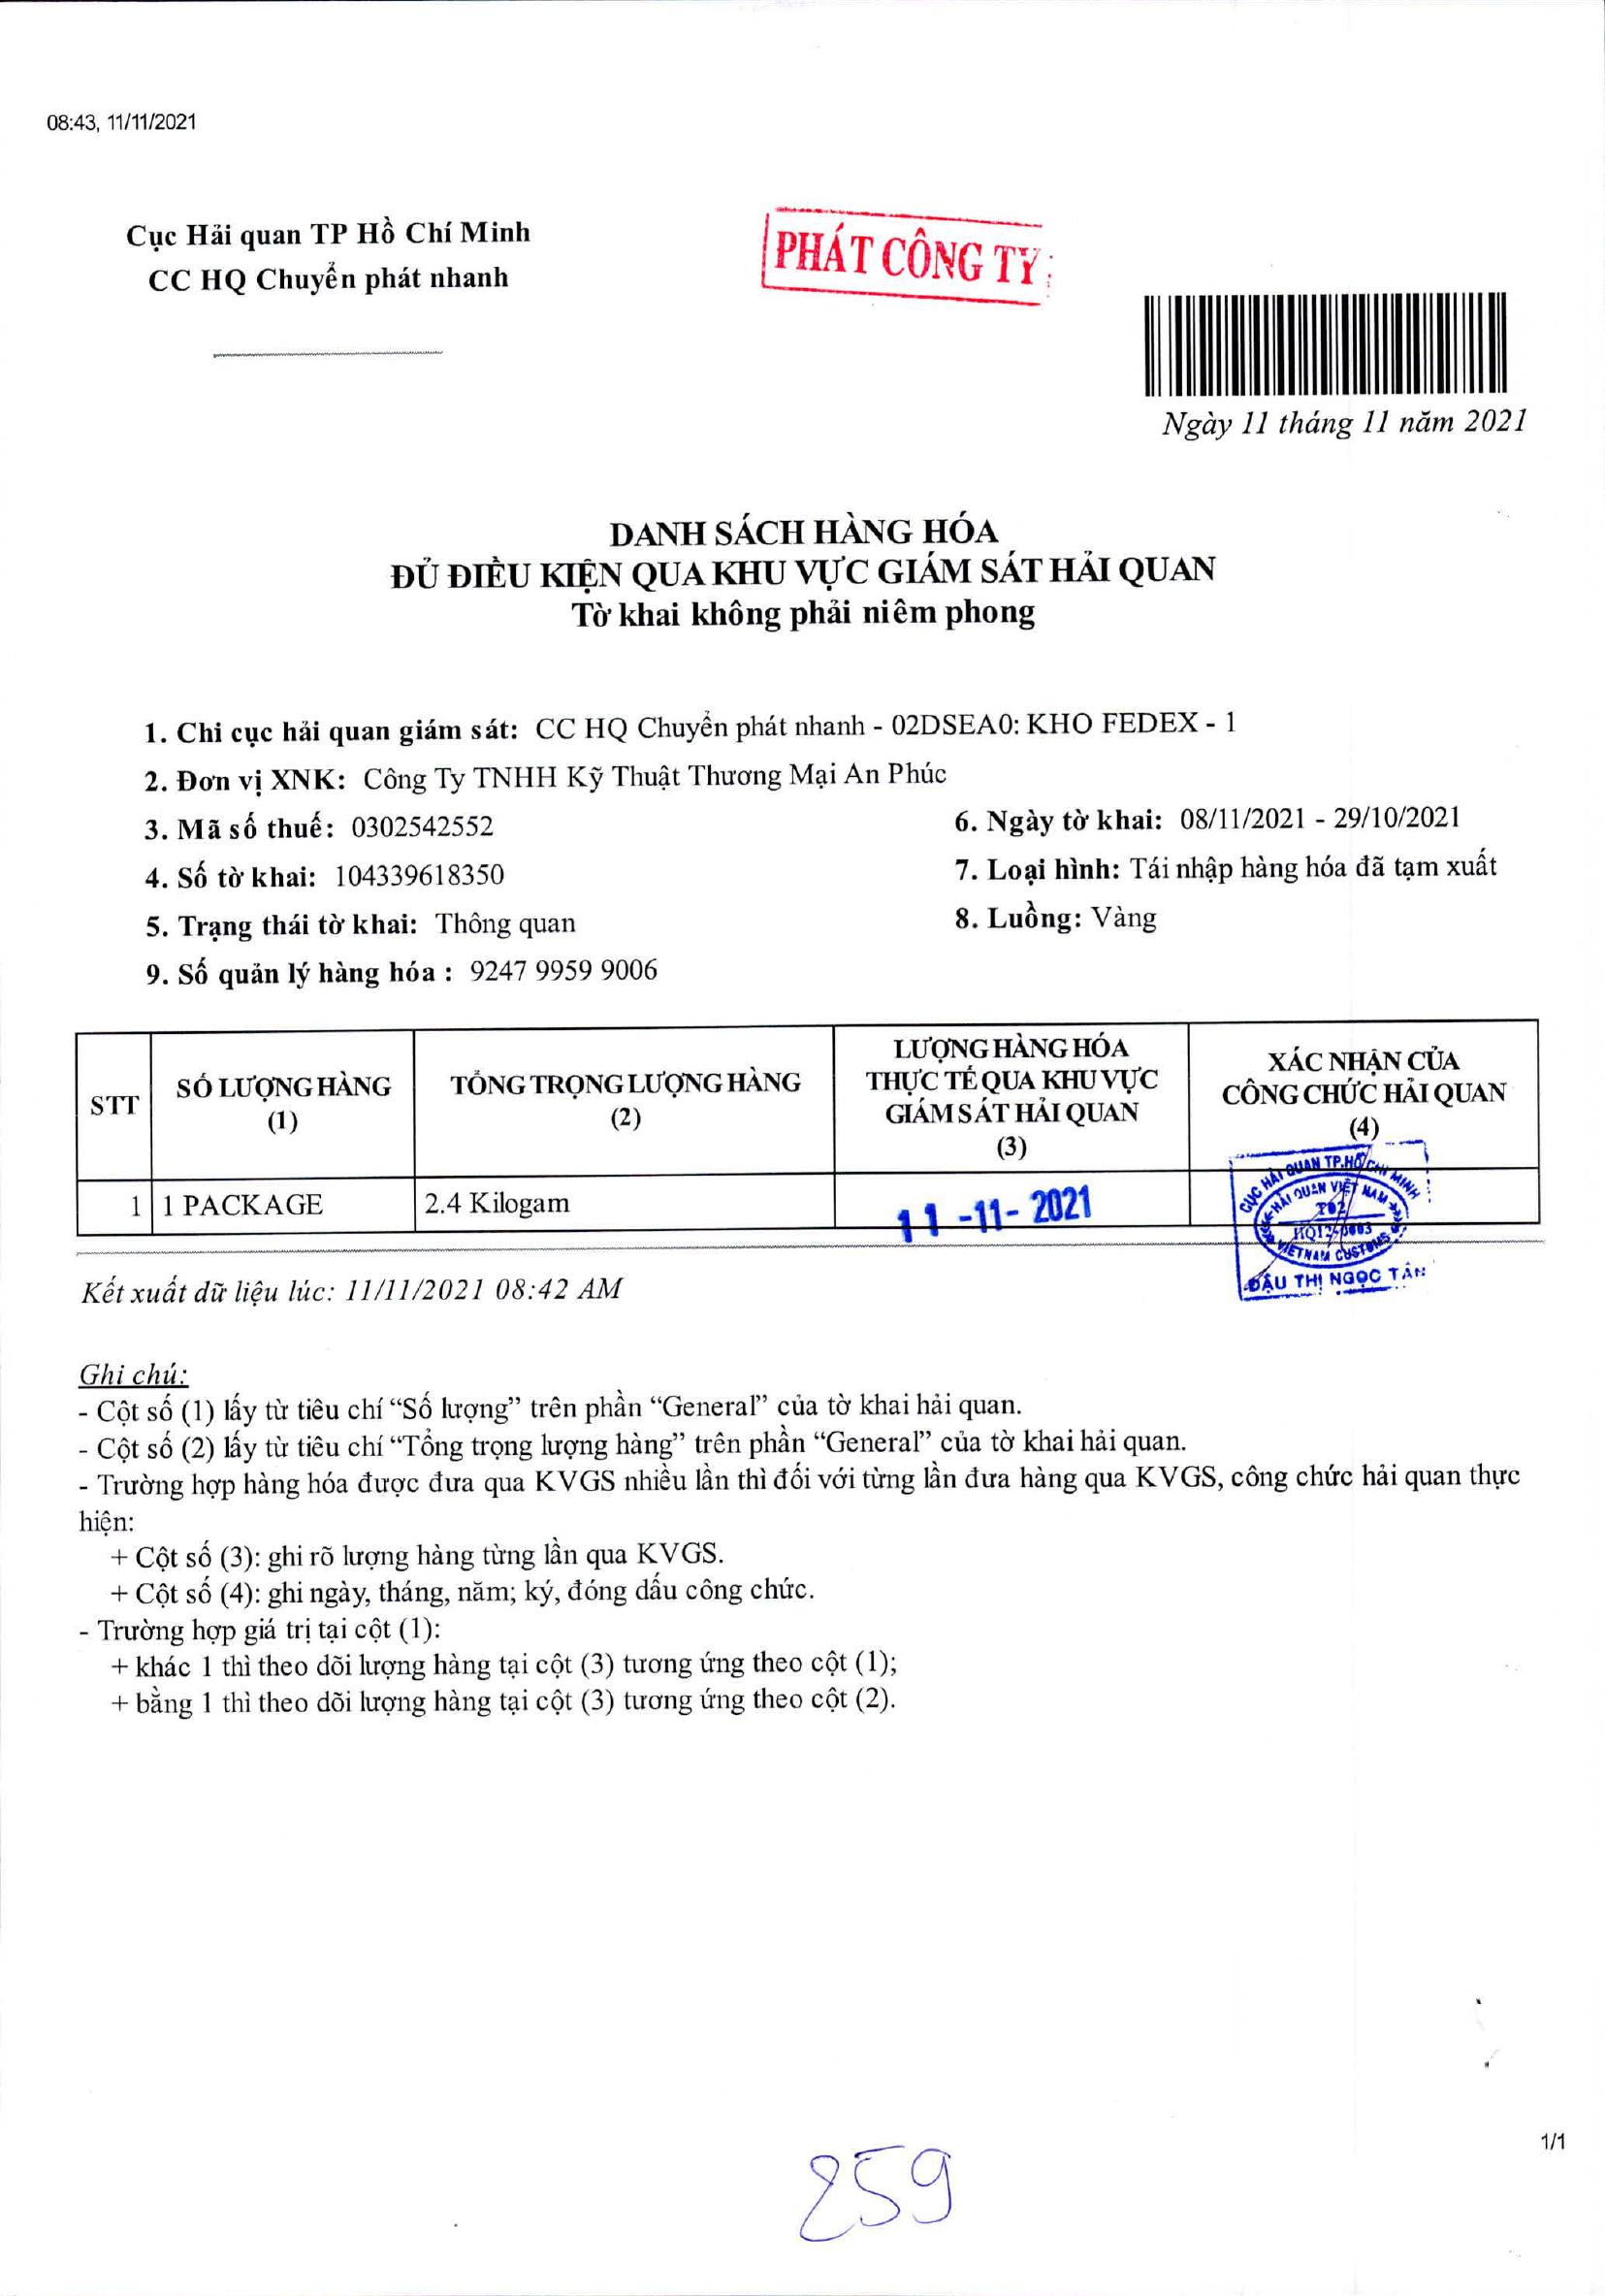 08:43, 11/11/2021
Cục Hải quan TP Hồ Chí Minh
CC HQ Chuyển phát nhanh
PHÁT CÔNG TY
Ngày 11 tháng 11 năm 2021
DANH SÁCH HÀNG HÓA
ĐỦ ĐIỀU KIỆN QUA KHU VỰC GIÁM SÁT HẢI QUAN
Tờ khai không phải niêm phong
1. Chi cục hải quan giám sát: CC HQ Chuyển phát nhanh - 02DSEA0: KHO FEDEX - 1
2. Đơn vị XNK: Công Ty TNHH Kỹ Thuật Thương Mại An Phúc
3. Mã số thuế: 0302542552
6. Ngày tờ khai: 08/11/2021 - 29/10/2021
4. Số tờ khai: 104339618350
7. Loại hình: Tái nhập hàng hóa đã tạm xuất
5. Trạng thái tờ khai: Thông quan
8. Luồng: Vàng
9. Số quản lý hàng hóa : 9247 9959 9006
STT
SỐ LƯỢNG HÀNG
(1)
TỔNG TRỌNG LƯỢNG HÀNG
(2)
LƯỢNG HÀNG HÓA
THỰC TẾ QUA KHU VỰC
GIÁM SÁT HẢI QUAN
(3)
XÁC NHẬN CỦA
CÔNG CHỨC HẢI QUAN
(4)
1 1 PACKAGE 2.4 Kilogam
11 -11- 2021
CỤC HẢI QUAN TP.HỒ CHÍ MINH
HẢI QUAN VIỆT NAM
VIETNAM CUSTOMS
ĐẬU THỊ NGỌC TÂN
Kết xuất dữ liệu lúc: 11/11/2021 08:42 AM
Ghi chú:
- Cột số (1) lấy từ tiêu chí “Số lượng” trên phần “General” của tờ khai hải quan.
- Cột số (2) lấy từ tiêu chí “Tổng trọng lượng hàng” trên phần “General” của tờ khai hải quan.
- Trường hợp hàng hóa được đưa qua KVGS nhiều lần thì đối với từng lần đưa hàng qua KVGS, công chức hải quan thực
hiện:
+ Cột số (3): ghi rõ lượng hàng từng lần qua KVGS.
+ Cột số (4): ghi ngày, tháng, năm; ký, đóng dấu công chức.
- Trường hợp giá trị tại cột (1):
+ khác 1 thì theo dõi lượng hàng tại cột (3) tương ứng theo cột (1);
+ bằng 1 thì theo dõi lượng hàng tại cột (3) tương ứng theo cột (2).
1/1
259